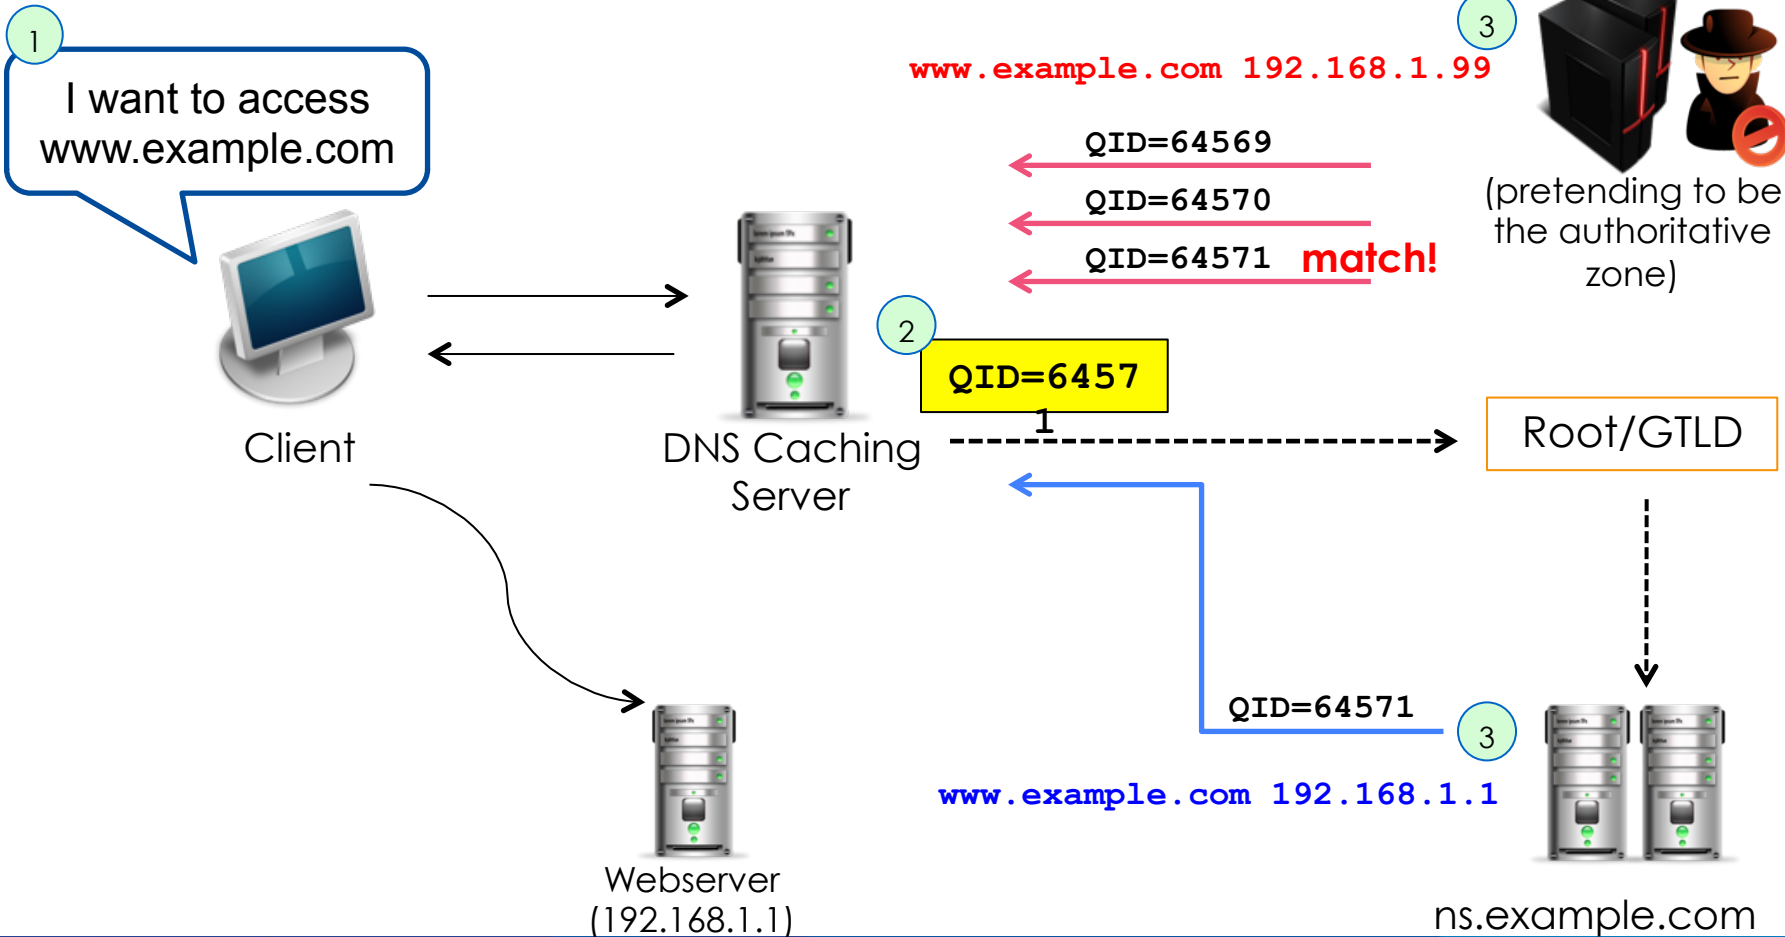 1
I want to access
www.example.com
3
www.example.com 192.168.1.99
QID=64569
QID=64570
QID=64571 match!
(pretending to be
the authoritative
zone)
2
QID=6457
1
Client
DNS Caching
Server
Root/GTLD
QID=64571
3
www.example.com 192.168.1.1
Webserver
(192.168.1.1)
ns.example.com